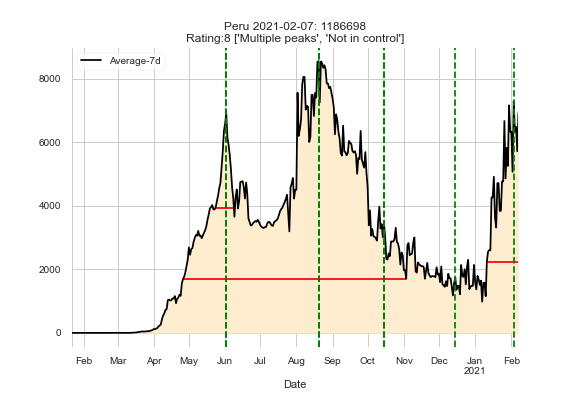 Peru 2021-02-07: 1186698
Rating:8 ['Multiple peaks', 'Not in control']
Average-7d
8000
6000
4000
2000
0
Feb Mar Apr May Jun Jul Aug Sep Oct Nov Dec Jan Feb
2021
Date